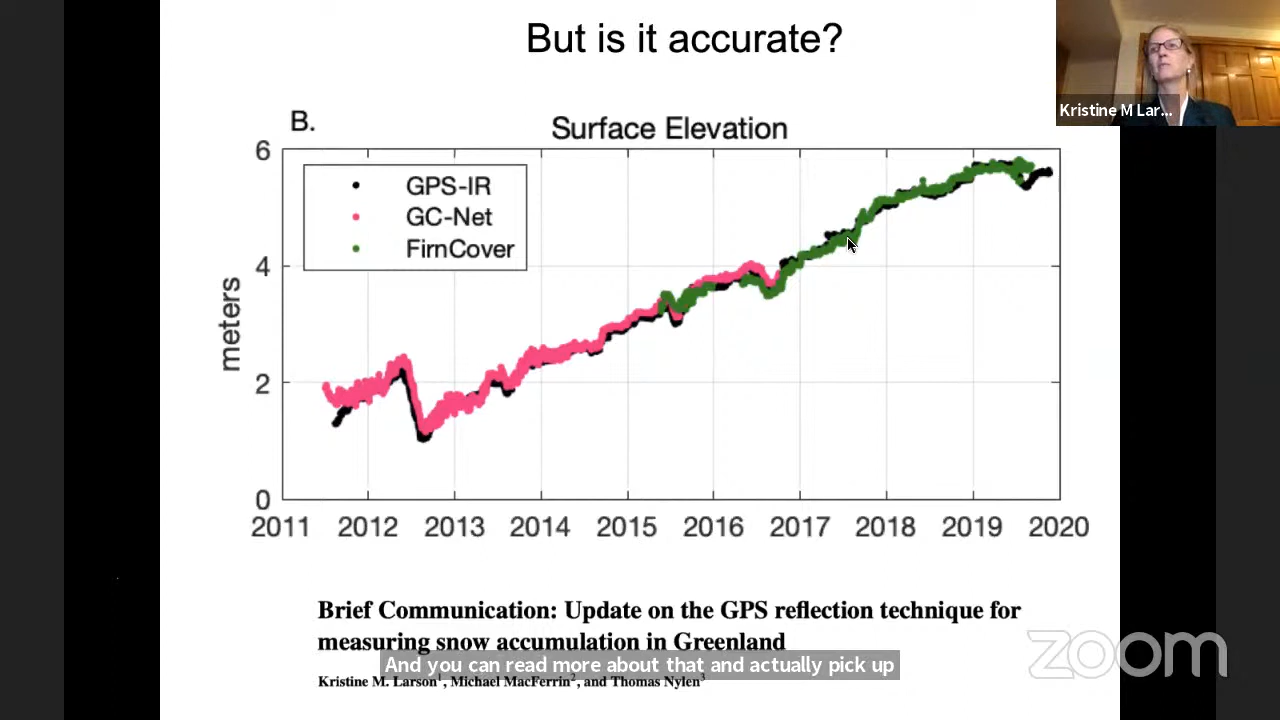 But is it accurate?
Kristine M Lar...
B.
Surface Elevation
6
GPS-IR
GC-Net
FirnCover
4
meters
2
0
2011 2012 2013 2014 2015 2016 2017 2018 2019 2020
Brief Communication: Update on the GPS reflection technique for
measuring snow accumulation in Greenland
And you can read more about that and actually pick up
Kristine M. Larson1, Michael MacFerrin2, and Thomas Nylen3
zoom